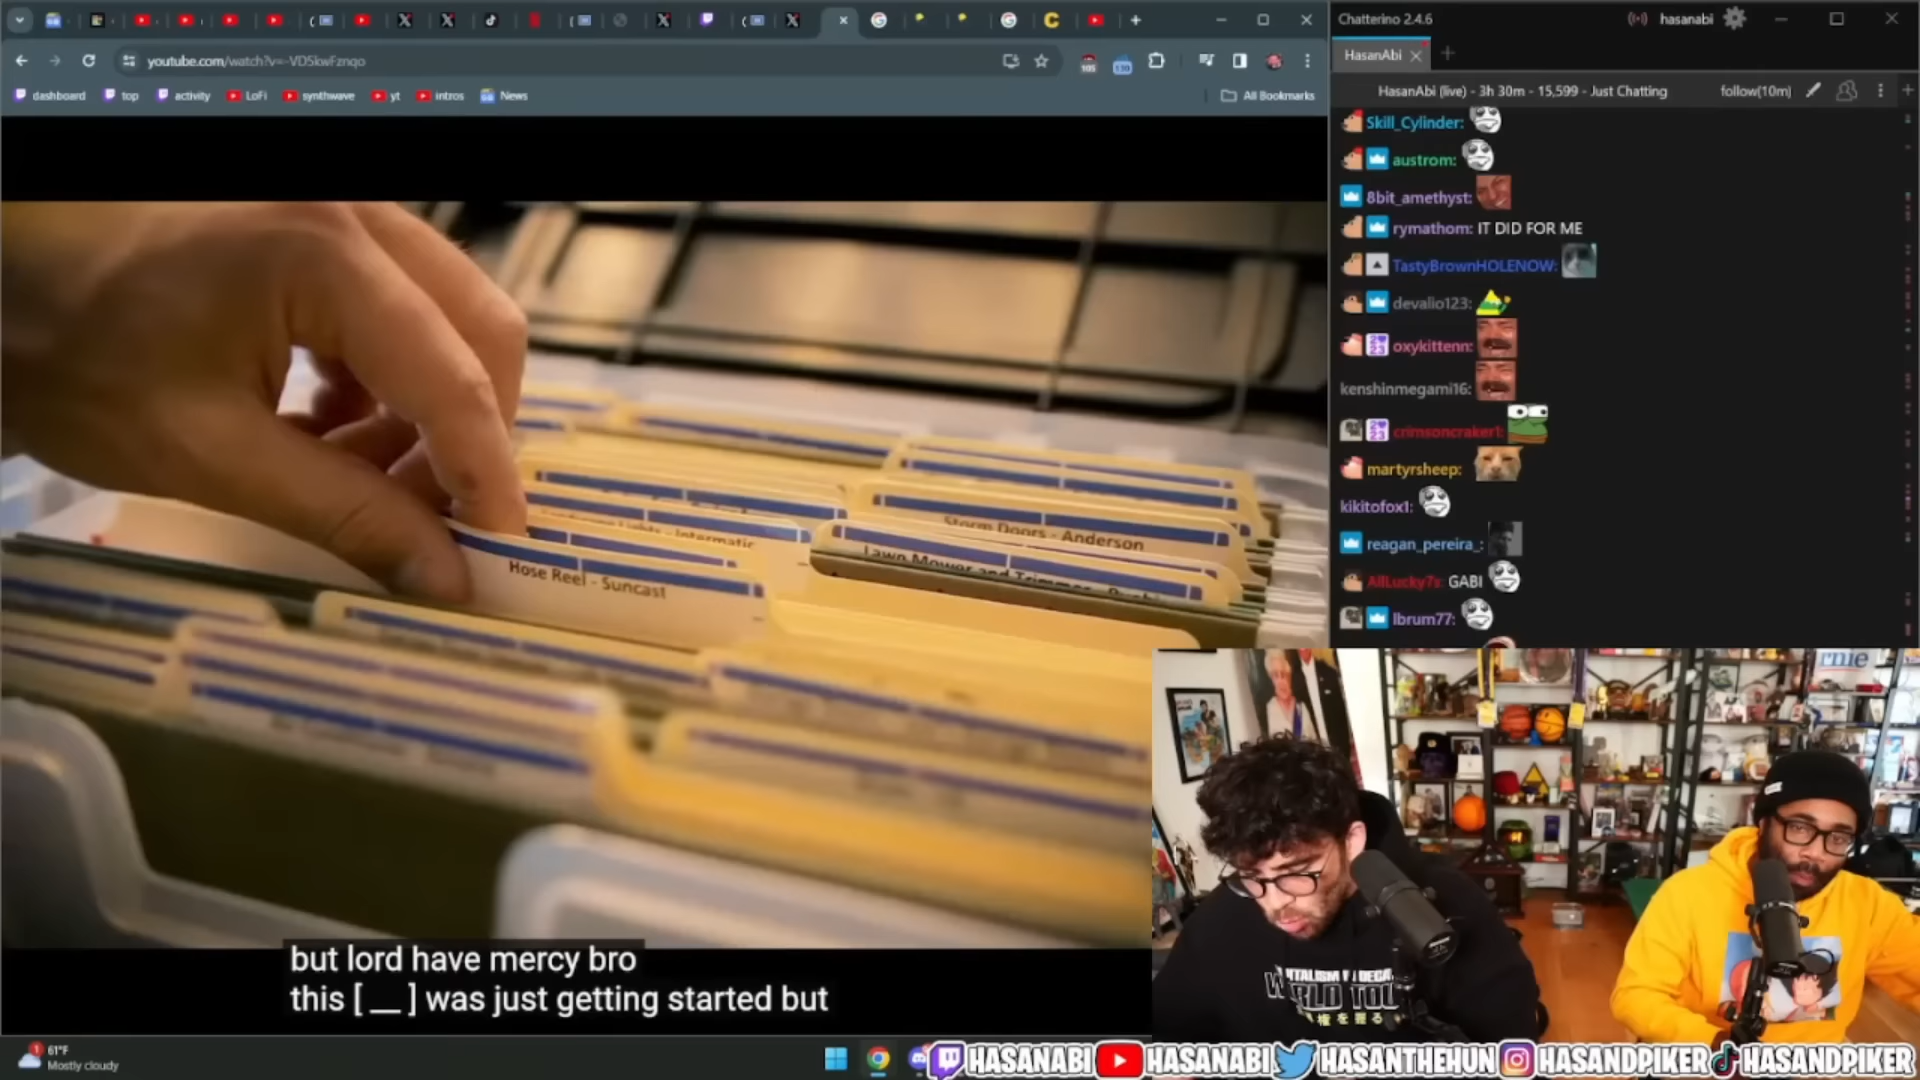 youtube.com/watch?v=-VDSkwFznqo
dashboard top activity LoFi synthwave yt intros News All Bookmarks
105
Storm Doors - Anderson
Hose Reel - Suncast
but lord have mercy bro
this [ __ ] was just getting started but
61°F
Mostly cloudy
Chatterino 2.4.6
hasanabi
HasanAbi
HasanAbi (live) - 3h 30m - 15,599 - Just Chatting follow(10m)
Skill_Cylinder:
austrom:
8bit_amethyst:
rymathom: IT DID FOR ME
TastyBrownHOLENOW:
devalio123:
oxykittenn:
kenshinmegami16:
crimsoncraker1:
martyrsheep:
kikitofox1:
reagan_pereira_:
AllLucky7s: GABI
lbrum77:
HASANABI HASANABI HASANTHEHUN HASANDPIKER HASANDPIKER